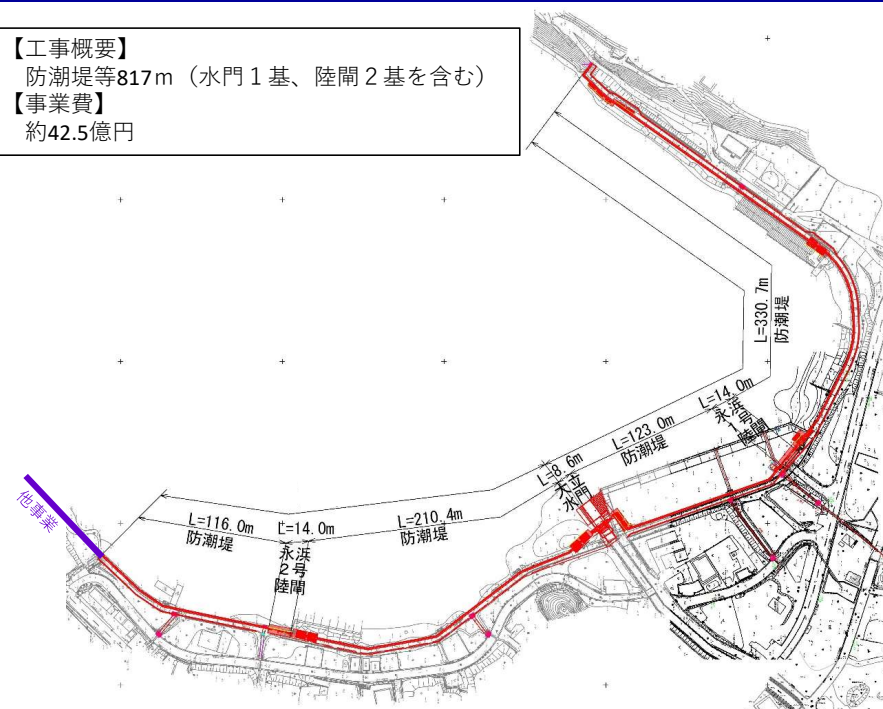 【工事概要】
防潮堤等817ｍ（水門１基、陸閘２基を含む）
【事業費】
約42.5億円
L=330.7m
防潮堤
L=14.0m
永浜
1号
陸閘
L=123.0m
防潮堤
L=8.6m
大立
水門
L=210.4m
防潮堤
L=14.0m
永浜
2号
陸閘
L=116.0m
防潮堤
他事業